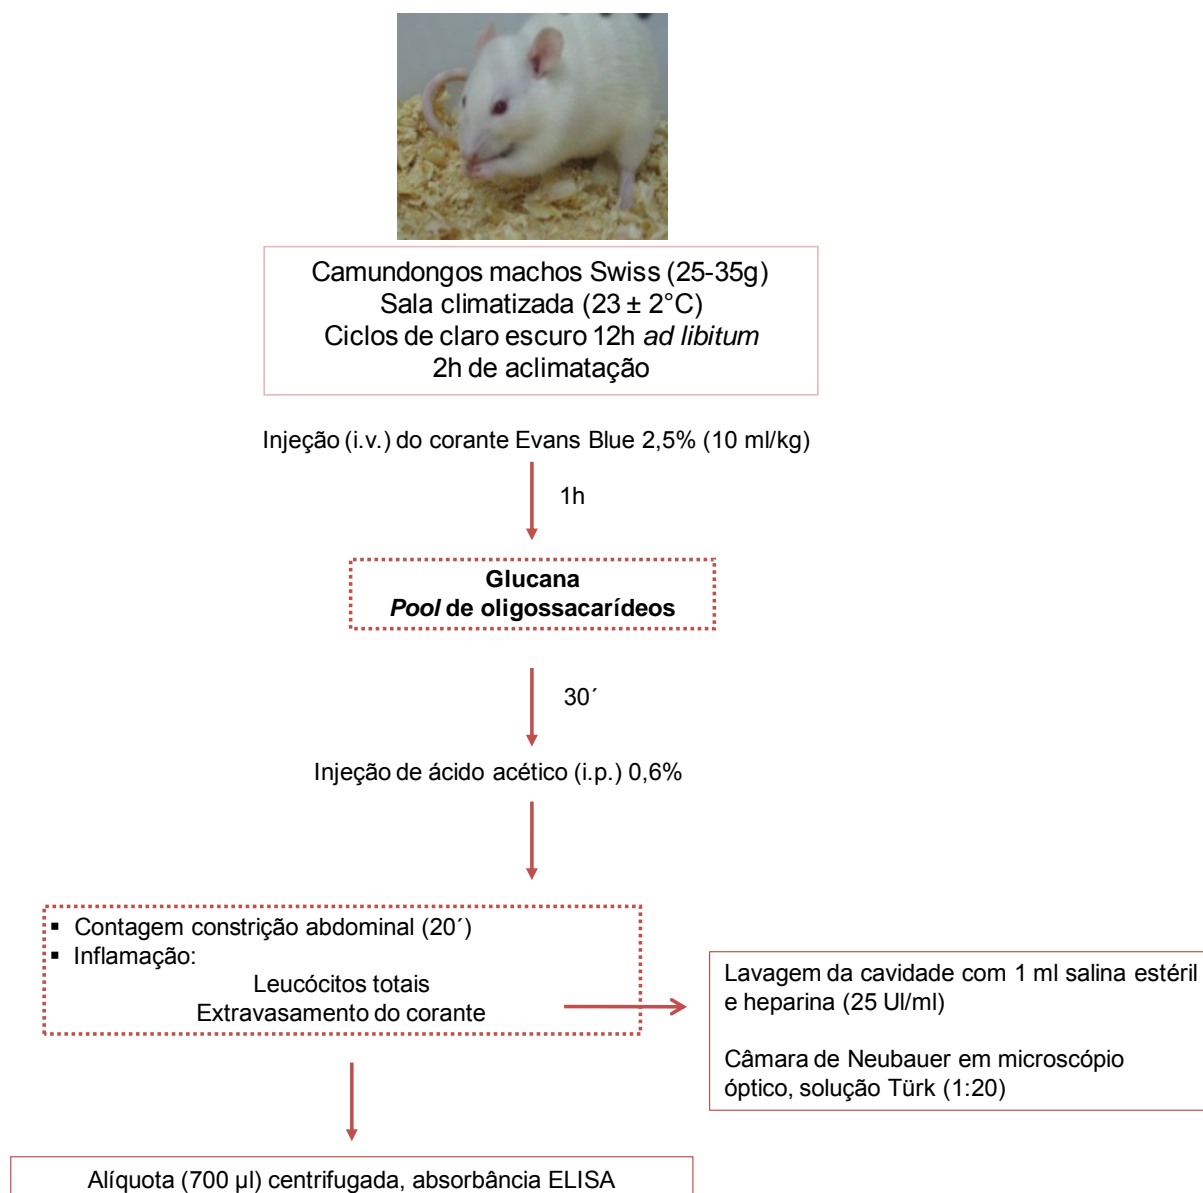 Camundongos machos Swiss (25-35g)
Sala climatizada (23 ± 2°C)
Ciclos de claro escuro 12h ad libitum
2h de aclimatação
Injeção (i.v.) do corante Evans Blue 2,5% (10 ml/kg)
1h
Glucana
Pool de oligossacarídeos
30´
Injeção de ácido acético (i.p.) 0,6%
▪ Contagem constrição abdominal (20´)
▪ Inflamação:
Leucócitos totais
Extravasamento do corante
Lavagem da cavidade com 1 ml salina estéril
e heparina (25 UI/ml)
Câmara de Neubauer em microscópio
óptico, solução Türk (1:20)
Alíquota (700 µl) centrifugada, absorbância ELISA